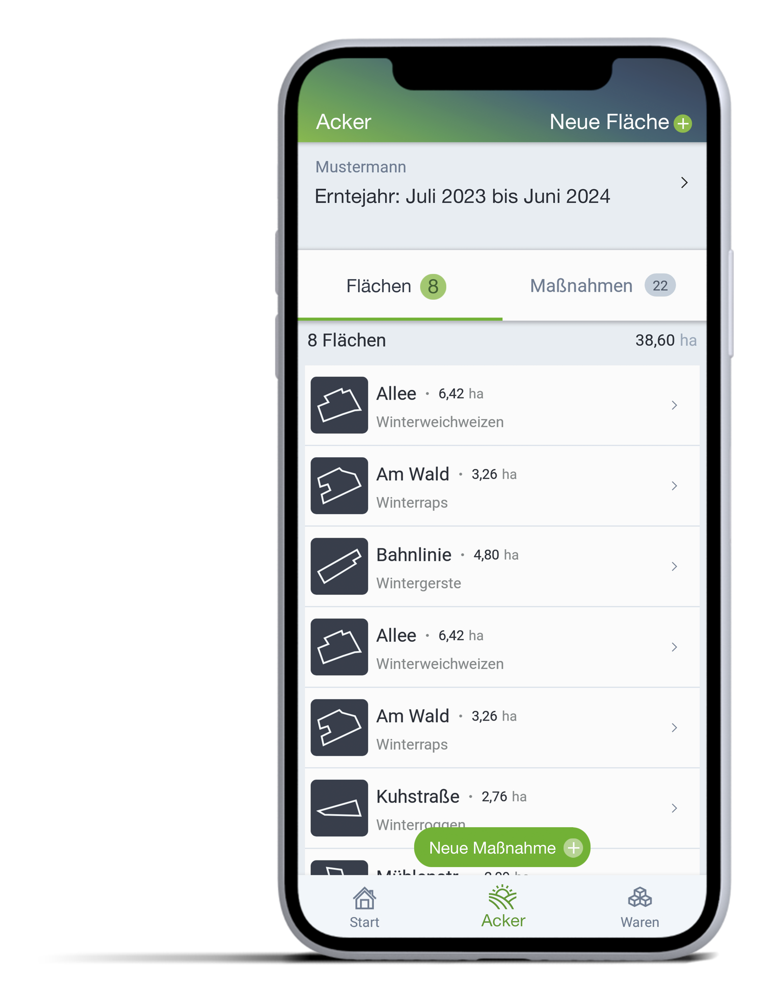 Acker
Neue Fläche
Mustermann
Erntejahr: Juli 2023 bis Juni 2024
Flächen 8
Maßnahmen 22
8 Flächen
38,60 ha
Allee • 6,42 ha
Winterweichweizen
Am Wald • 3,26 ha
Winterraps
Bahnlinie • 4,80 ha
Wintergerste
Allee • 6,42 ha
Winterweichweizen
Am Wald • 3,26 ha
Winterraps
Kuhstraße • 2,76 ha
Winterroggen
Neue Maßnahme
Start
Acker
Waren